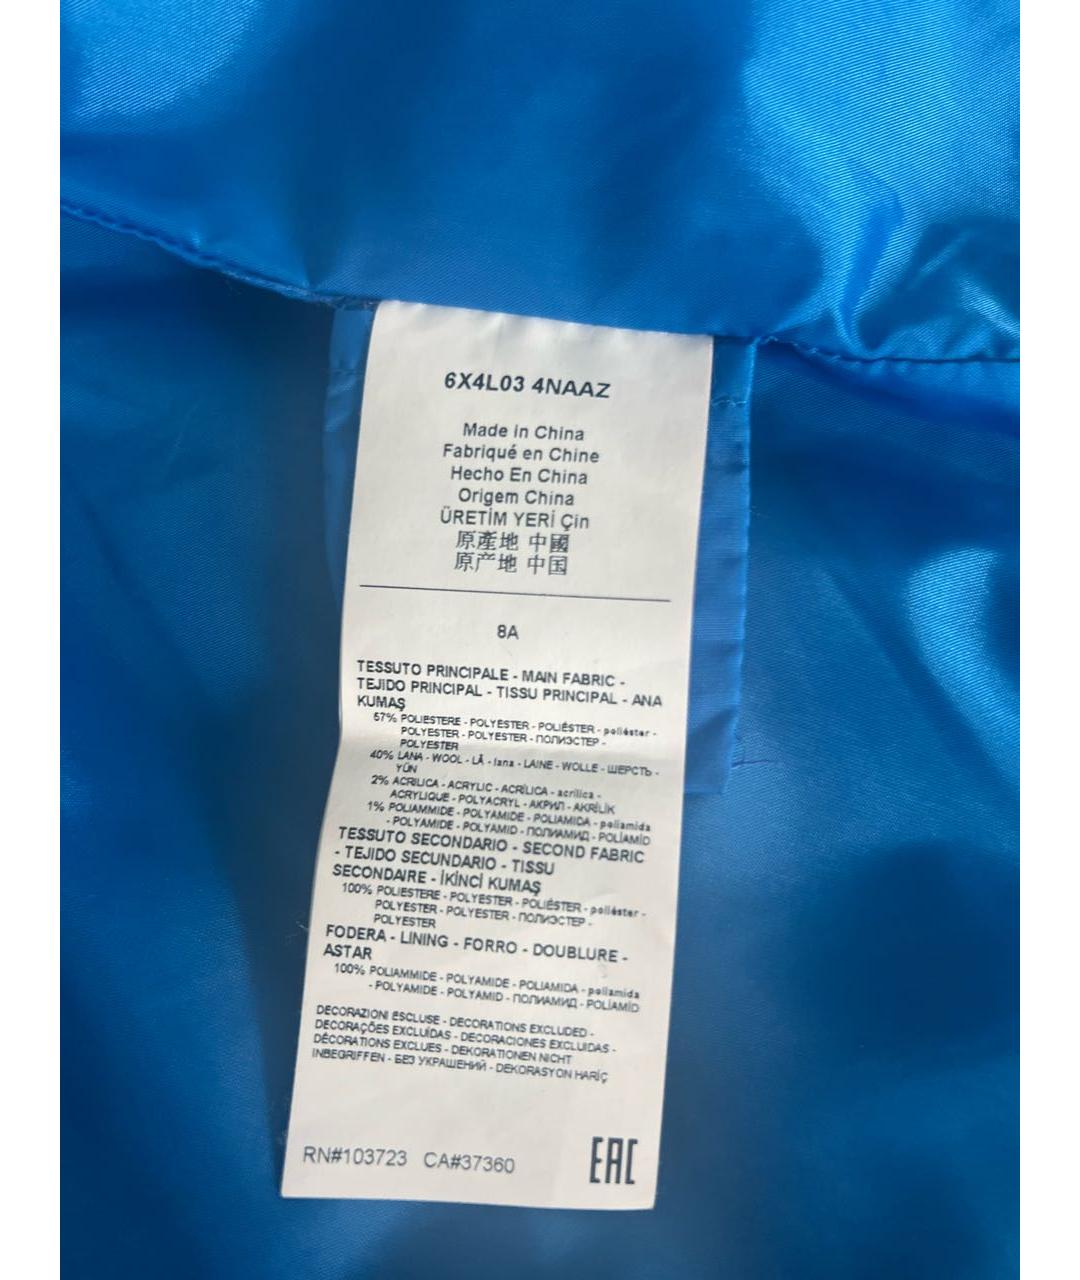 6X4L03 4NAAZ
Made in China
Fabriqué en Chine
Hecho En China
Origem China
ÜRETİM YERİ Çin
原產地 中國
原产地 中国
8A
TESSUTO PRINCIPALE - MAIN FABRIC -
TEJIDO PRINCIPAL - TISSU PRINCIPAL - ANA
KUMAŞ
57% POLIESTERE - POLYESTER - POLIÉSTER - poliéster -
POLYESTER - POLYESTER - ПОЛИЭСТЕР -
POLYESTER
40% LANA - WOOL - LÃ - lana - LAINE - WOLLE - ШЕРСТЬ -
YÜN
2% ACRILICA - ACRYLIC - ACRÍLICA - acrílica -
ACRYLIQUE - POLYACRYL - АКРИЛ - AKRİLİK
1% POLIAMMIDE - POLYAMIDE - POLIAMIDA - poliamida
- POLYAMIDE - POLYAMID - ПОЛИАМИД - POLİAMİD
TESSUTO SECONDARIO - SECOND FABRIC
- TEJIDO SECUNDARIO - TISSU
SECONDAIRE - İKİNCİ KUMAŞ
100% POLIESTERE - POLYESTER - POLIÉSTER - poliéster -
POLYESTER - POLYESTER - ПОЛИЭСТЕР -
POLYESTER
FODERA - LINING - FORRO - DOUBLURE -
ASTAR
100% POLIAMMIDE - POLYAMIDE - POLIAMIDA - poliamida
- POLYAMIDE - POLYAMID - ПОЛИАМИД - POLİAMİD
DECORAZIONI ESCLUSE - DECORATIONS EXCLUDED -
DECORAÇÕES EXCLUÍDAS - DECORACIONES EXCLUIDAS -
DÉCORATIONS EXCLUES - DEKORATIONEN NICHT
INBEGRIFFEN - БЕЗ УКРАШЕНИЙ - DEKORASYON HARİÇ
RN#103723 CA#37360
EAC